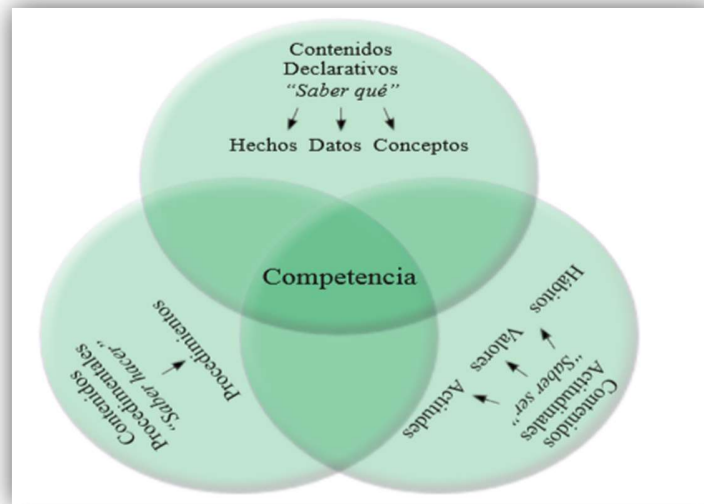 Contenidos
Declarativos
“Saber qué”
Hechos Datos Conceptos
Competencia
Contenidos
Procedimentales
“Saber hacer”
Procedimientos
Contenidos
Actitudinales
“Saber ser”
Actitudes
Valores
Hábitos